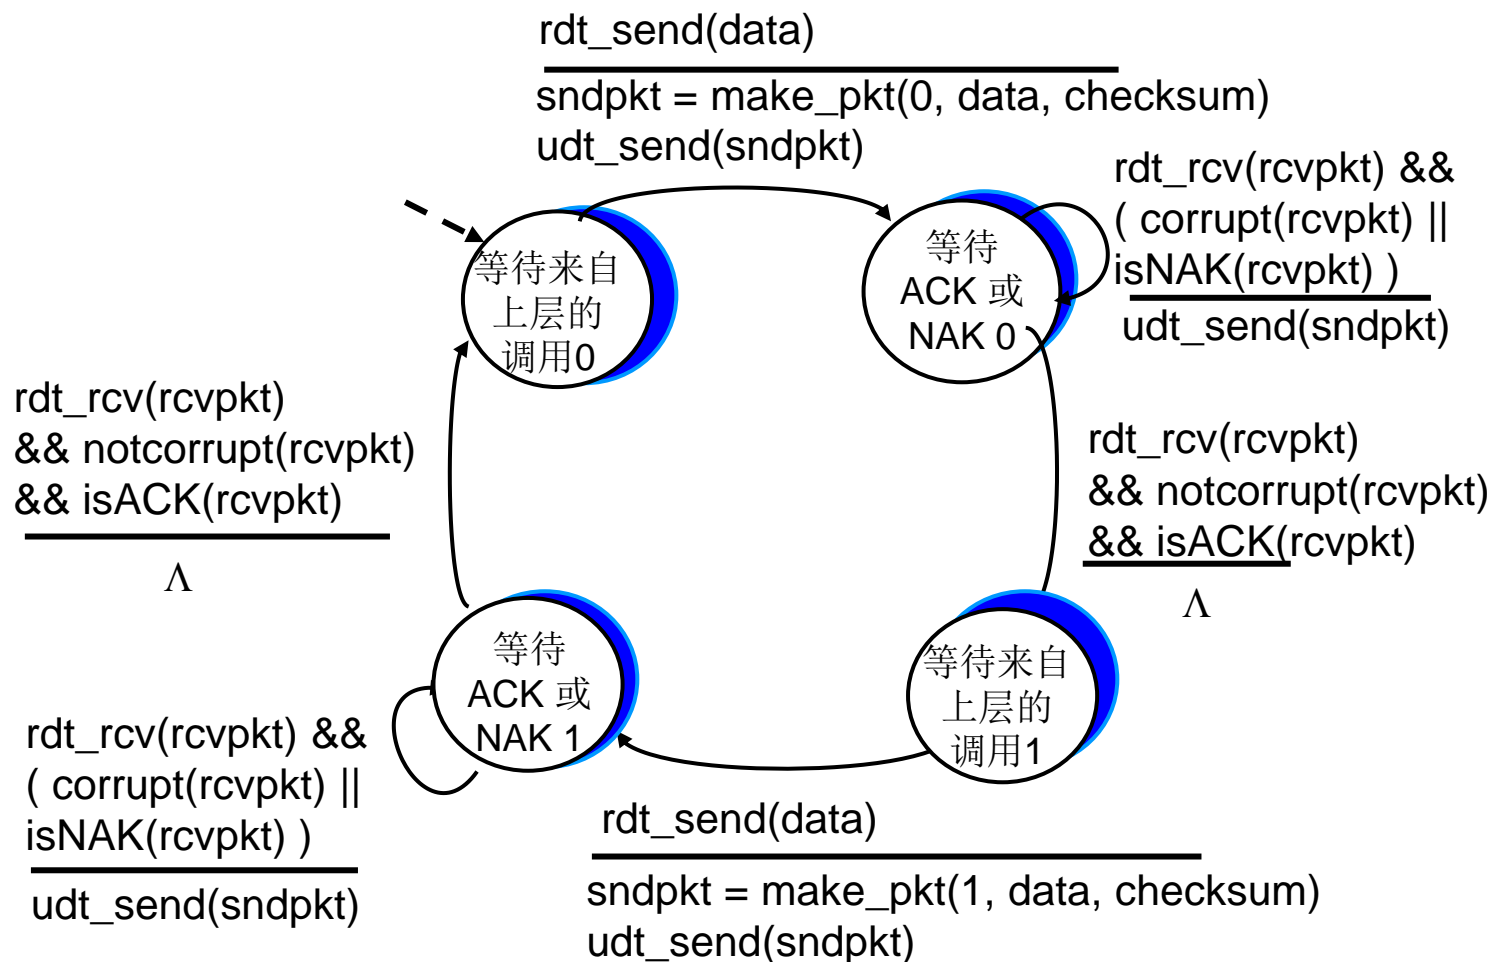 rdt_send(data)
sndpkt = make_pkt(0, data, checksum)
udt_send(sndpkt)
rdt_rcv(rcvpkt) &&
( corrupt(rcvpkt) ||
isNAK(rcvpkt) )
udt_send(sndpkt)
等待来自
上层的
调用0
等待
ACK 或
NAK 0
rdt_rcv(rcvpkt)
&& notcorrupt(rcvpkt)
&& isACK(rcvpkt)
Λ
rdt_rcv(rcvpkt)
&& notcorrupt(rcvpkt)
&& isACK(rcvpkt)
Λ
等待
ACK 或
NAK 1
等待来自
上层的
调用1
rdt_rcv(rcvpkt) &&
( corrupt(rcvpkt) ||
isNAK(rcvpkt) )
udt_send(sndpkt)
rdt_send(data)
sndpkt = make_pkt(1, data, checksum)
udt_send(sndpkt)